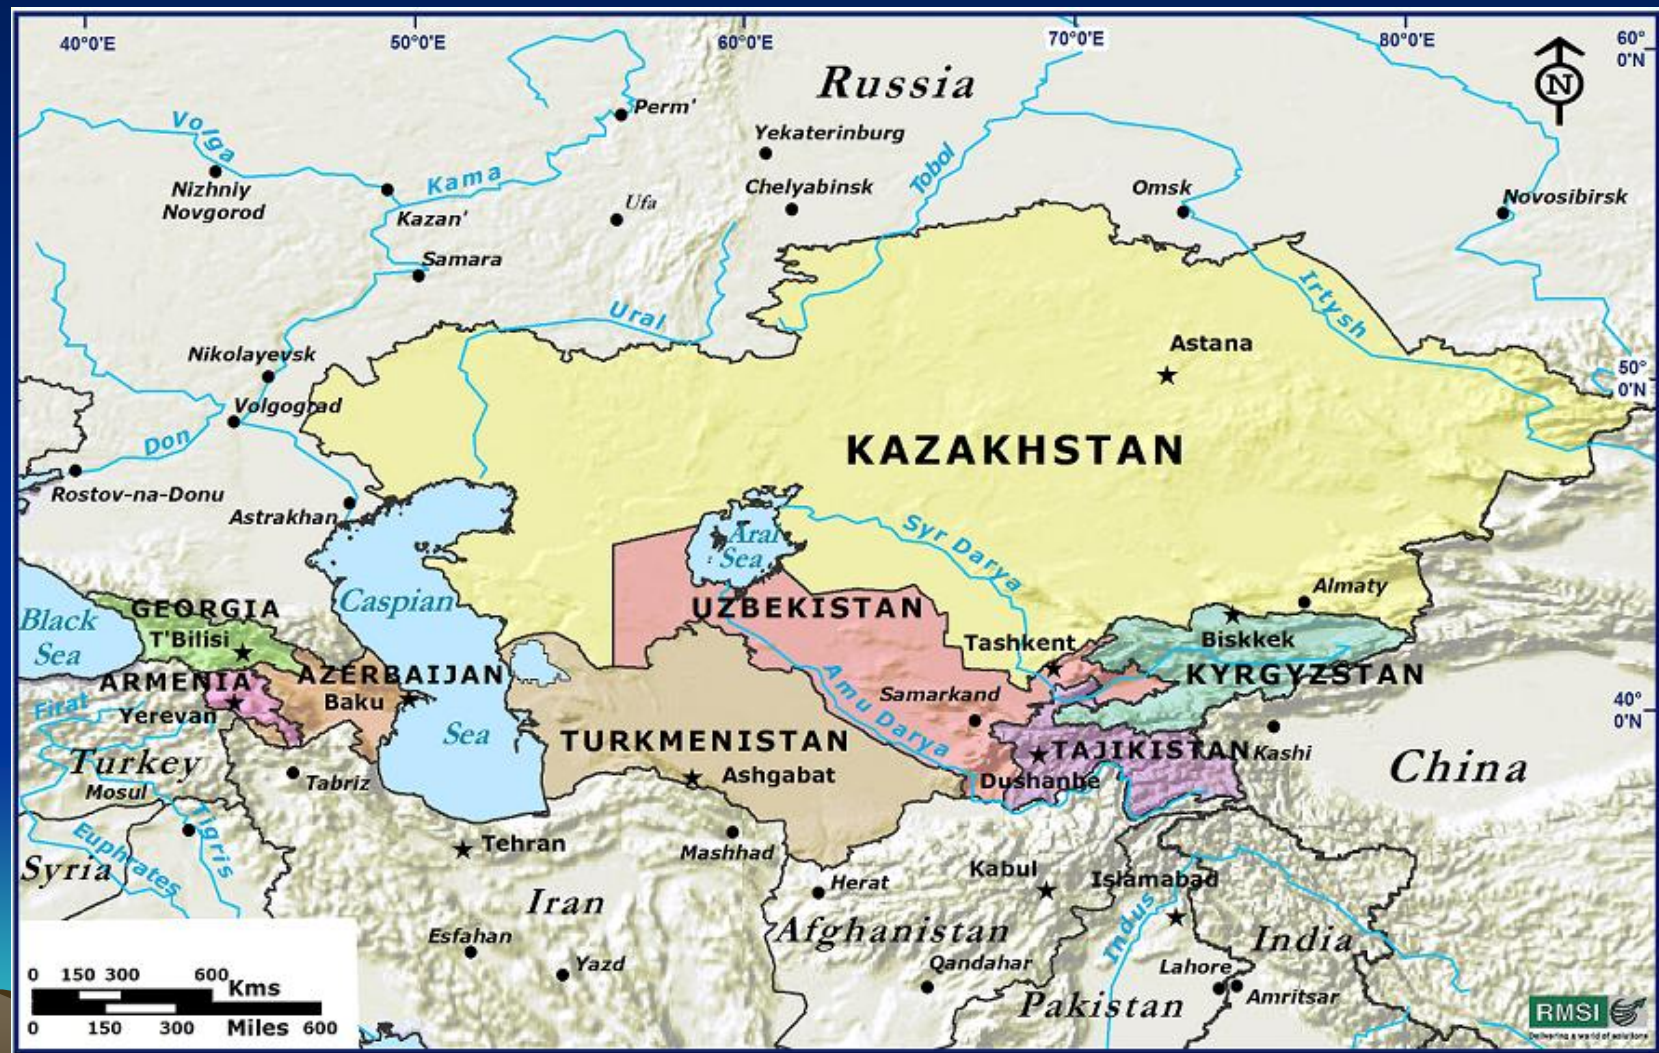 40°0'E
50°0'E
60°0'E
70°0'E
80°0'E
60°
0'N
N
Russia
Perm'
Volga
Yekaterinburg
Kama
Tobol
Nizhniy
Novgorod
Kazan'
Ufa
Chelyabinsk
Omsk
Novosibirsk
Samara
Ural
Irtysh
Nikolayevsk
Astana
50°
0'N
Volgograd
Don
KAZAKHSTAN
Rostov-na-Donu
Astrakhan
Aral
Sea
Syr Darya
Almaty
Black
Sea
GEORGIA
T'Bilisi
Caspian
Sea
UZBEKISTAN
Tashkent
Biskkek
KYRGYZSTAN
ARMENIA
Yerevan
AZERBAIJAN
Baku
Samarkand
Amu Darya
40°
0'N
Firat
Turkey
Mosul
Tabriz
TURKMENISTAN
Ashgabat
TAJIKISTAN
Dushanbe
Kashi
China
Tigris
Euphrates
Syria
Tehran
Mashhad
Herat
Kabul
Islamabad
Iran
Afghanistan
Indus
India
Esfahan
Yazd
Qandahar
Lahore
Amritsar
Pakistan
0 150 300 600 Kms
0 150 300 Miles 600
RMSI
Delivering a world of solutions